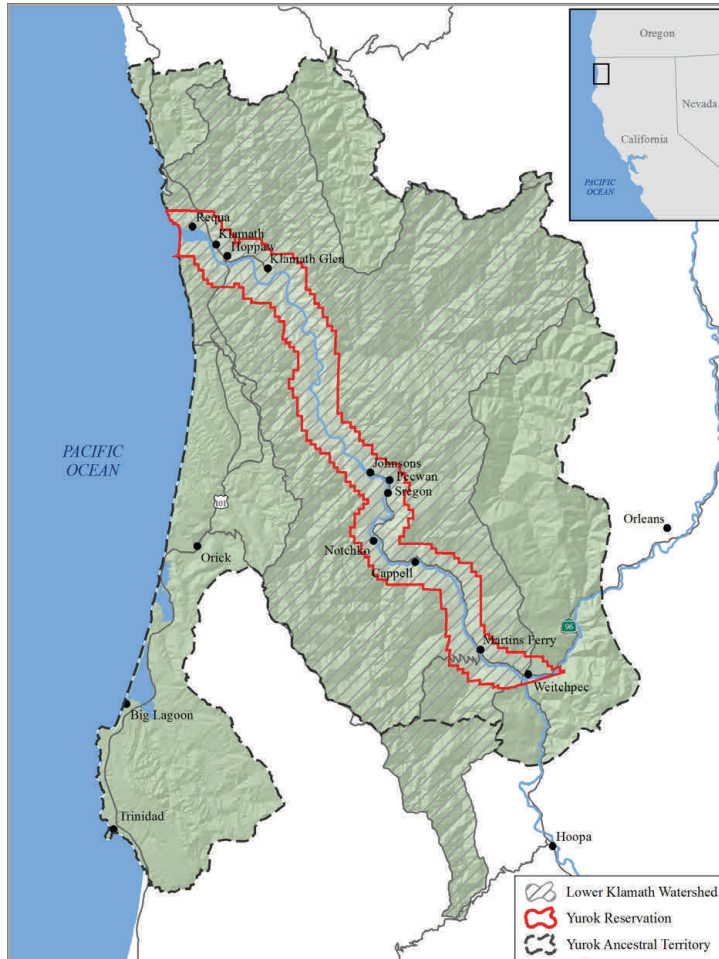 Oregon
Nevada
California
PACIFIC
OCEAN
Requa
Klamath
Hoppaw
Klamath Glen
PACIFIC
OCEAN
Johnsons
Pecwan
Sregon
101
Orleans
Notchko
Orick
Cappell
96
Martins Ferry
Weitchpec
Big Lagoon
Trinidad
Hoopa
Lower Klamath Watershed
Yurok Reservation
Yurok Ancestral Territory